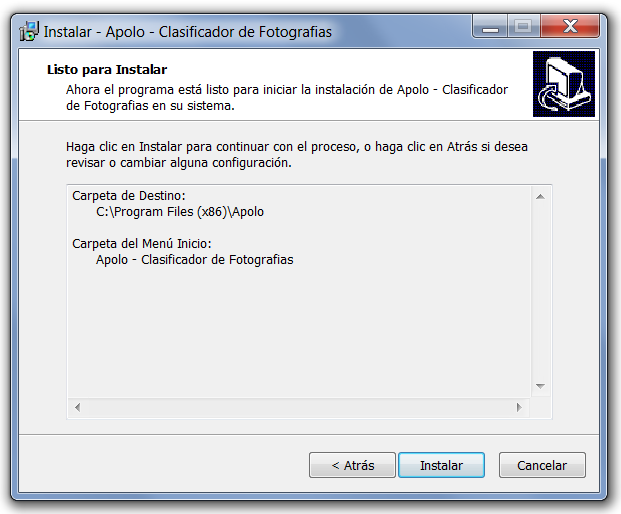 Instalar - Apolo - Clasificador de Fotografias
Listo para Instalar
Ahora el programa está listo para iniciar la instalación de Apolo - Clasificador
de Fotografias en su sistema.
Haga clic en Instalar para continuar con el proceso, o haga clic en Atrás si desea
revisar o cambiar alguna configuración.
Carpeta de Destino:
C:\Program Files (x86)\Apolo
Carpeta del Menú Inicio:
Apolo - Clasificador de Fotografias
< Atrás
Instalar
Cancelar